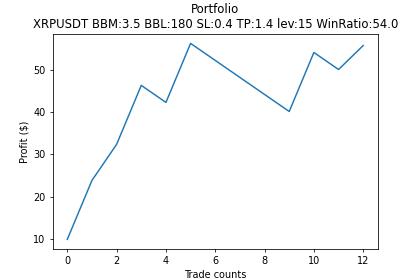 Portfolio
XRPUSDT BBM:3.5 BBL:180 SL:0.4 TP:1.4 lev:15 WinRatio:54.0
50
40
30
20
10
Profit ($)
0 2 4 6 8 10 12
Trade counts